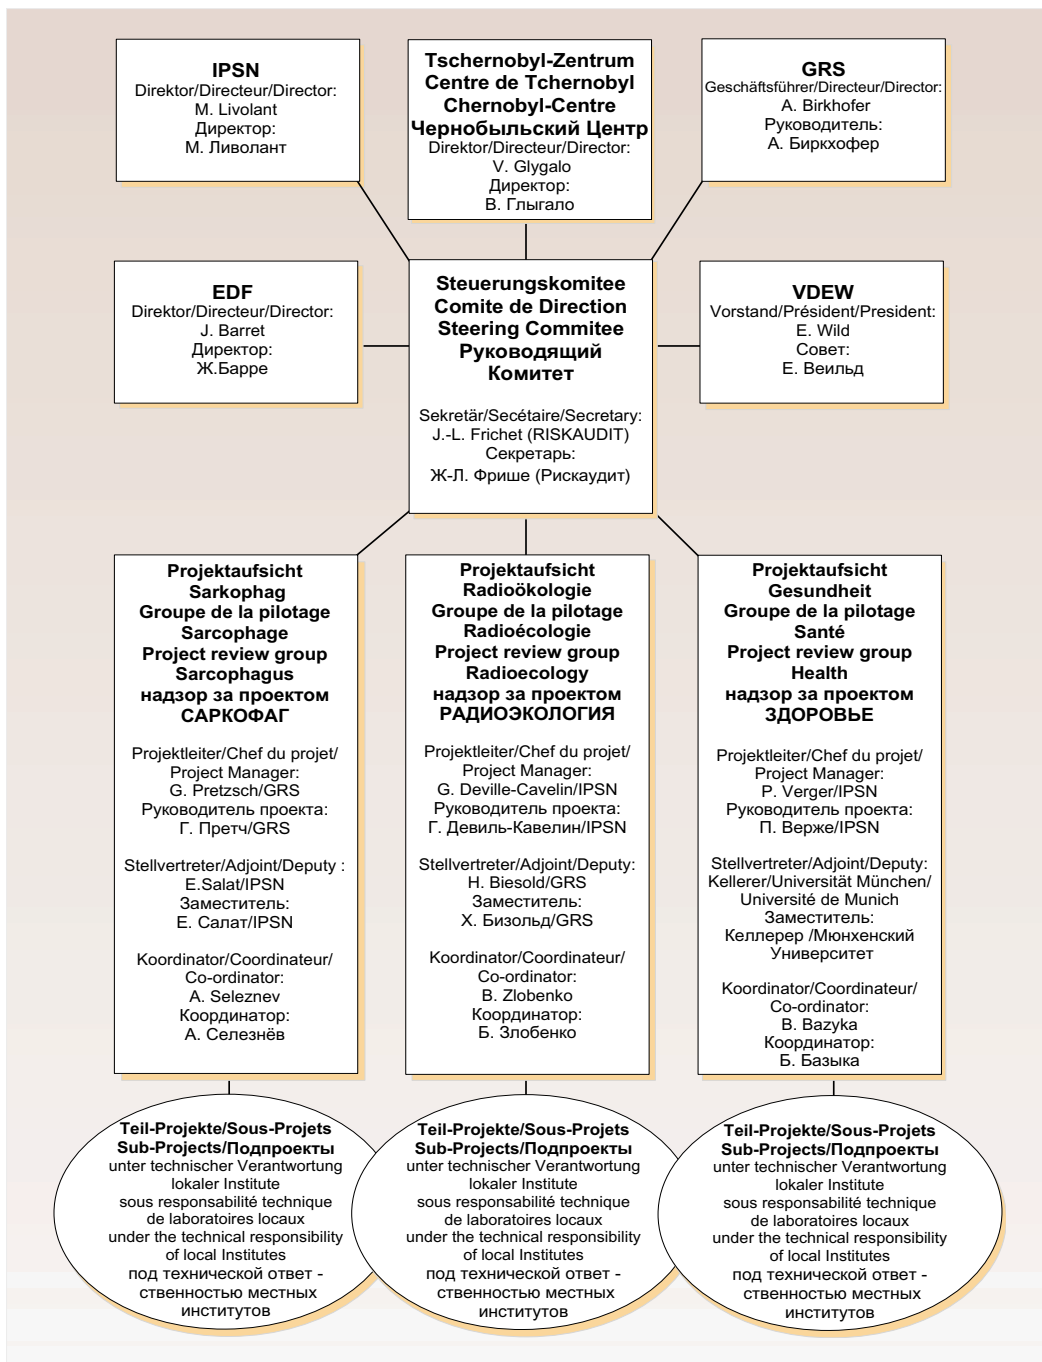 IPSN
Direktor/Directeur/Director:
M. Livolant
Директор:
М. Ливолант
Tschernobyl-Zentrum
Centre de Tchernobyl
Chernobyl-Centre
Чернобыльский Центр
Direktor/Directeur/Director:
V. Glygalo
Директор:
В. Глыгало
GRS
Geschäftsführer/Directeur/Director:
A. Birkhofer
Руководитель:
А. Биркхофер
EDF
Direktor/Directeur/Director:
J. Barret
Директор:
Ж.Барре
Steuerungskomitee
Comite de Direction
Steering Commitee
Руководящий
Комитет
Sekretär/Secétaire/Secretary:
J.-L. Frichet (RISKAUDIT)
Секретарь:
Ж-Л. Фрише (Рискаудит)
VDEW
Vorstand/Président/President:
E. Wild
Совет:
Е. Веильд
Projektaufsicht
Sarkophag
Groupe de la pilotage
Sarcophage
Project review group
Sarcophagus
надзор за проектом
САРКОФАГ
Projektleiter/Chef du projet/
Project Manager:
G. Pretzsch/GRS
Руководитель проекта:
Г. Претч/GRS
Stellvertreter/Adjoint/Deputy :
E.Salat/IPSN
Заместитель:
Е. Салат/IPSN
Koordinator/Coordinateur/
Co-ordinator:
A. Seleznev
Координатор:
А. Селезнёв
Projektaufsicht
Radioökologie
Groupe de la pilotage
Radioécologie
Project review group
Radioecology
надзор за проектом
РАДИОЭКОЛОГИЯ
Projektleiter/Chef du projet/
Project Manager:
G. Deville-Cavelin/IPSN
Руководитель проекта:
Г. Девиль-Кавелин/IPSN
Stellvertreter/Adjoint/Deputy:
H. Biesold/GRS
Заместитель:
Х. Бизольд/GRS
Koordinator/Coordinateur/
Co-ordinator:
B. Zlobenko
Координатор:
Б. Злобенко
Projektaufsicht
Gesundheit
Groupe de la pilotage
Santé
Project review group
Health
надзор за проектом
ЗДОРОВЬЕ
Projektleiter/Chef du projet/
Project Manager:
P. Verger/IPSN
Руководитель проекта:
П. Верже/IPSN
Stellvertreter/Adjoint/Deputy:
Kellerer/Universität München/
Université de Munich
Заместитель:
Келлерер /Мюнхенский
Университет
Koordinator/Coordinateur/
Co-ordinator:
B. Bazyka
Координатор:
Б. Базыка
Teil-Projekte/Sous-Projets
Sub-Projects/Подпроекты
unter technischer Verantwortung
lokaler Institute
sous responsabilité technique
de laboratoires locaux
under the technical responsibility
of local Institutes
под технической ответ -
ственностью местных
институтов
Teil-Projekte/Sous-Projets
Sub-Projects/Подпроекты
unter technischer Verantwortung
lokaler Institute
sous responsabilité technique
de laboratoires locaux
under the technical responsibility
of local Institutes
под технической ответ -
ственностью местных
институтов
Teil-Projekte/Sous-Projets
Sub-Projects/Подпроекты
unter technischer Verantwortung
lokaler Institute
sous responsabilité technique
de laboratoires locaux
under the technical responsibility
of local Institutes
под технической ответ -
ственностью местных
институтов